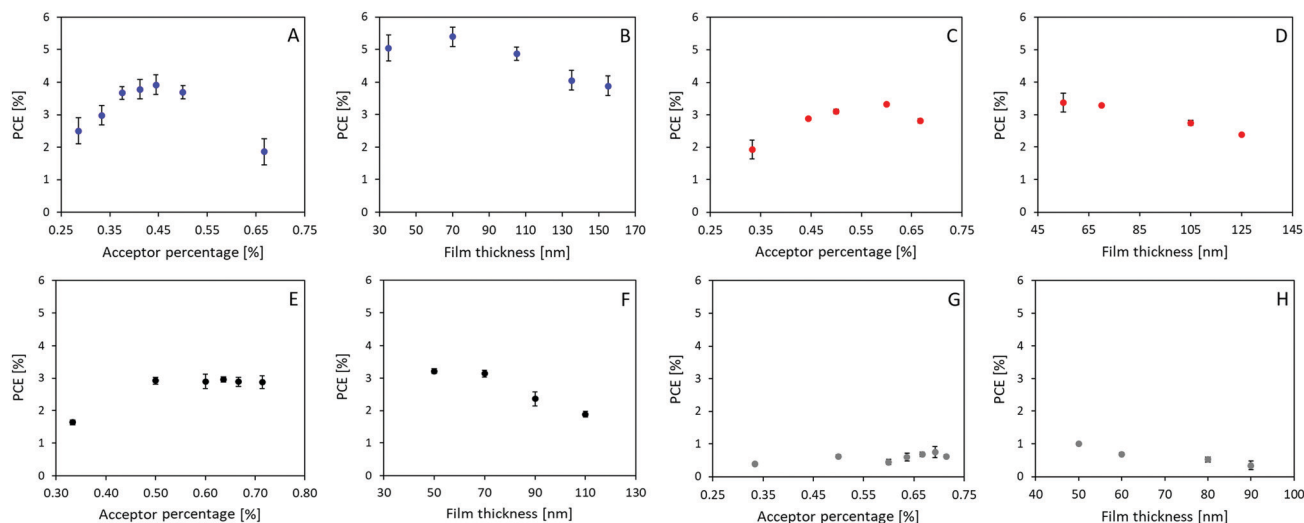 A
PCE [%]
6
5
4
3
2
1
0
0.25 0.35 0.45 0.55 0.65 0.75
Acceptor percentage [%]
B
PCE [%]
6
5
4
3
2
1
0
30 50 70 90 110 130 150 170
Film thickness [nm]
C
PCE [%]
6
5
4
3
2
1
0
0.25 0.35 0.45 0.55 0.65 0.75
Acceptor percentage [%]
D
PCE [%]
6
5
4
3
2
1
0
45 65 85 105 125 145
Film thickness [nm]
E
PCE [%]
6
5
4
3
2
1
0
0.30 0.40 0.50 0.60 0.70 0.80
Acceptor percentage [%]
F
PCE [%]
6
5
4
3
2
1
0
30 50 70 90 110 130
Film thickness [nm]
G
PCE [%]
6
5
4
3
2
1
0
0.25 0.35 0.45 0.55 0.65 0.75
Acceptor percentage [%]
H
PCE [%]
6
5
4
3
2
1
0
40 50 60 70 80 90 100
Film thickness [nm]